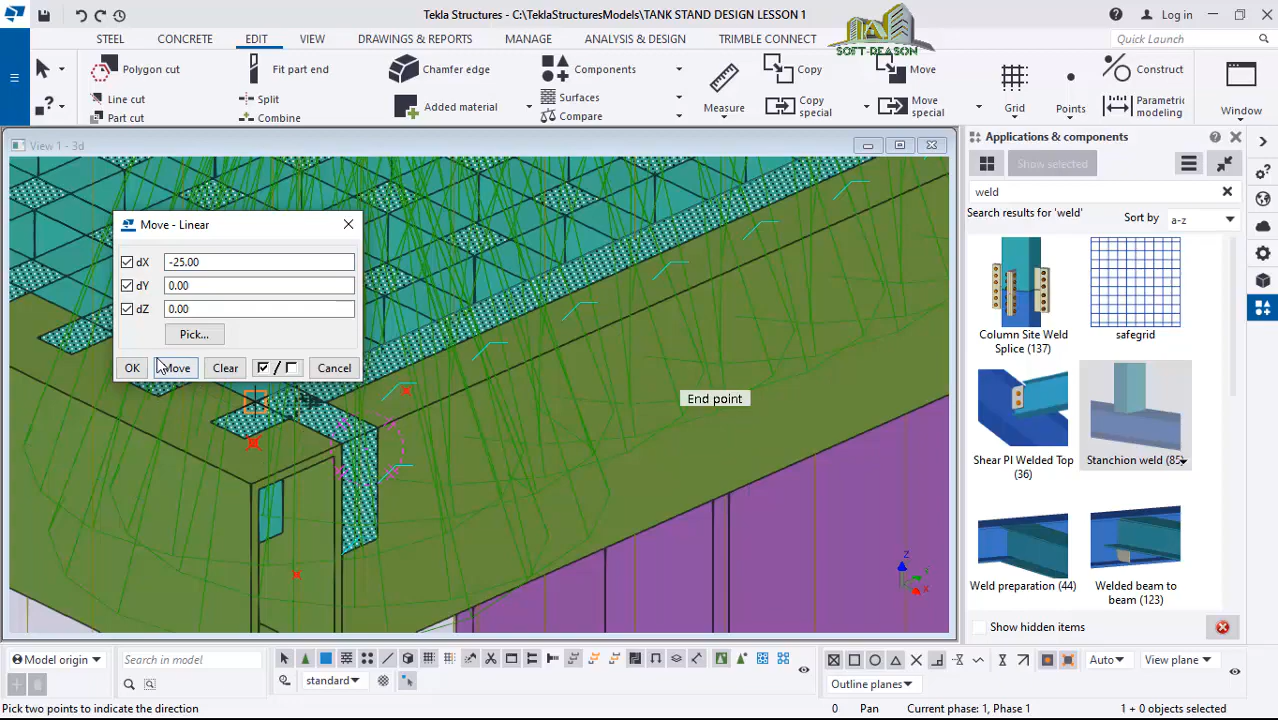 Tekla Structures - C:\TeklaStructuresModels\TANK STAND DESIGN LESSON 1
Log in
STEEL
CONCRETE
EDIT
VIEW
DRAWINGS & REPORTS
MANAGE
ANALYSIS & DESIGN
TRIMBLE CONNECT
SOFT-REASON
Quick Launch
Polygon cut
Line cut
Part cut
Fit part end
Split
Combine
Chamfer edge
Added material
Components
Surfaces
Compare
Measure
Copy
Copy special
Move
Move special
Grid
Points
Construct
Parametric modeling
Window
View 1 - 3d
Move - Linear
dX -25.00
dY 0.00
dZ 0.00
Pick...
OK
Move
Clear
/
Cancel
End point
Z
X
Applications & components
Show selected
weld
Search results for 'weld'
Sort by
a-z
Column Site Weld Splice (137)
safegrid
Shear Pl Welded Top (36)
Stanchion weld (85)
Weld preparation (44)
Welded beam to beam (123)
Show hidden items
Model origin
Search in model
standard
Auto
View plane
Outline planes
Pick two points to indicate the direction
0
Pan
Current phase: 1, Phase 1
1 + 0 objects selected